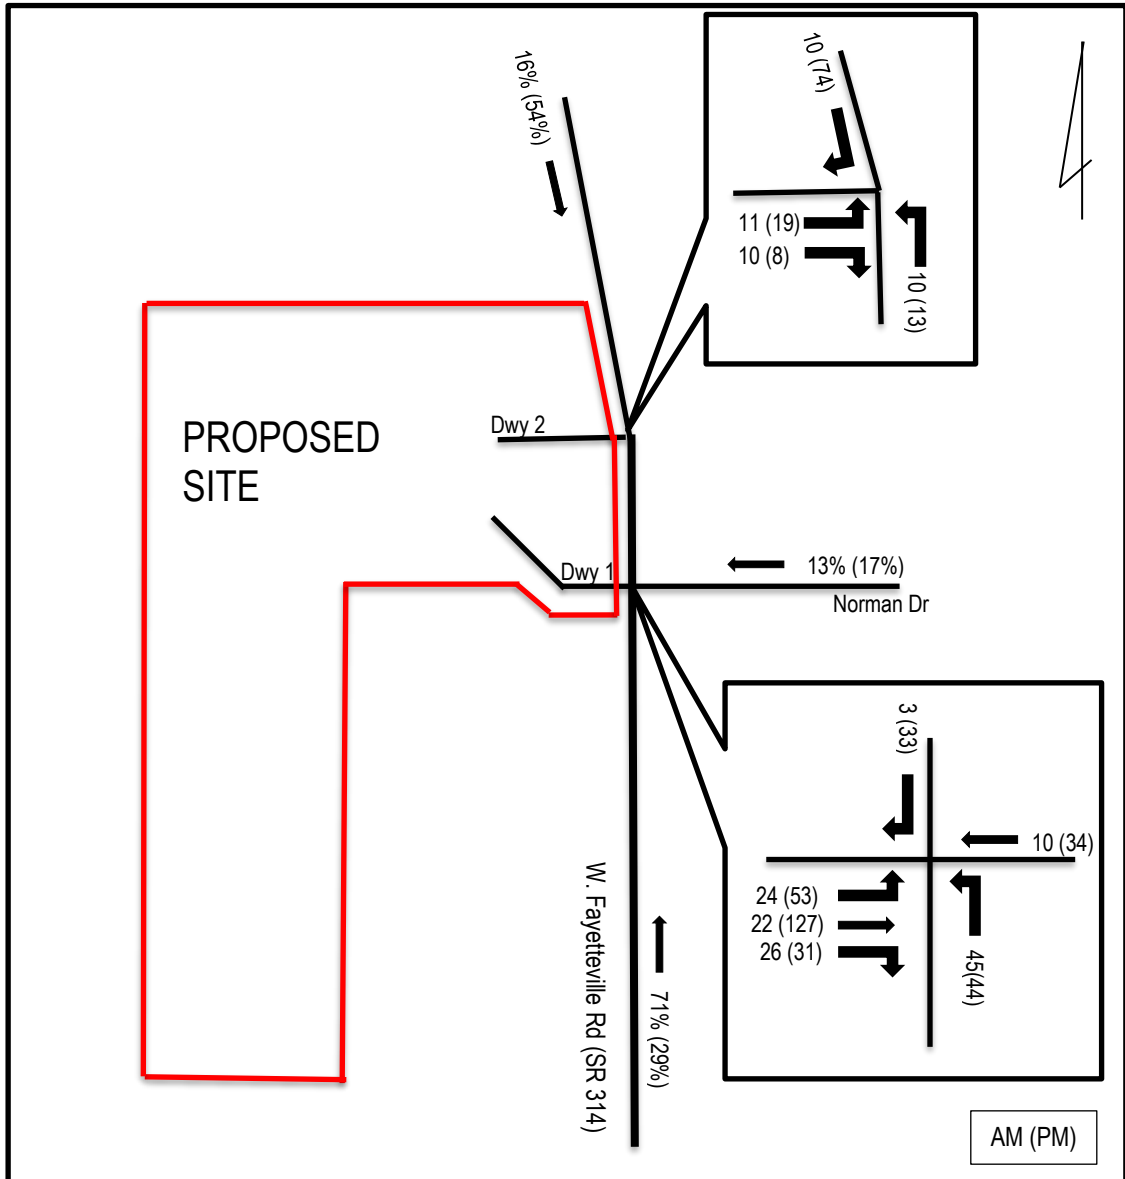 16% (54%)
10 (74)
11 (19)
10 (8)
10 (13)
PROPOSED
SITE
Dwy 2
Dwy 1
13% (17%)
Norman Dr
3 (33)
10 (34)
24 (53)
22 (127)
26 (31)
45(44)
W. Fayetteville Rd (SR 314)
71% (29%)
AM (PM)